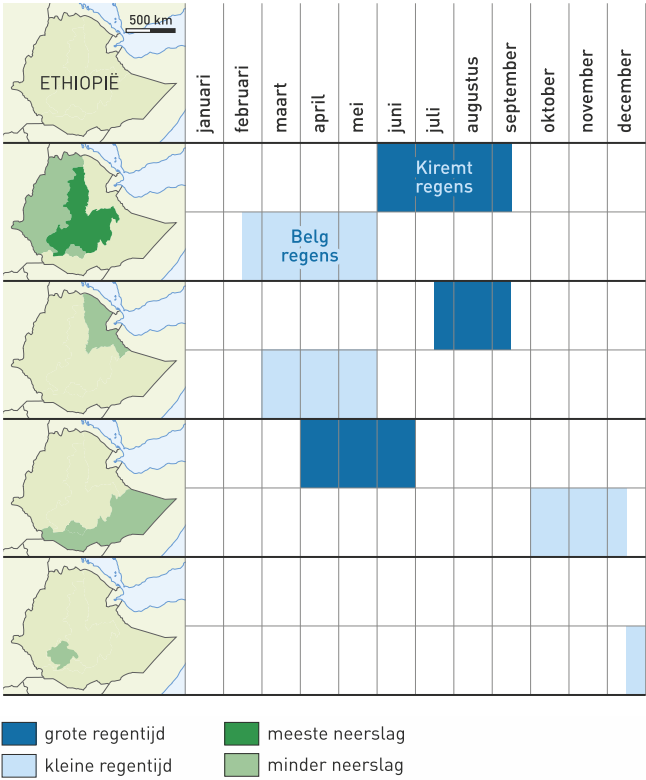 500 km
ETHIOPIË
januari
februari
maart
april
mei
juni
juli
augustus
september
oktober
november
december
Kiremt
regens
Belg
regens
grote regentijd
kleine regentijd
meeste neerslag
minder neerslag